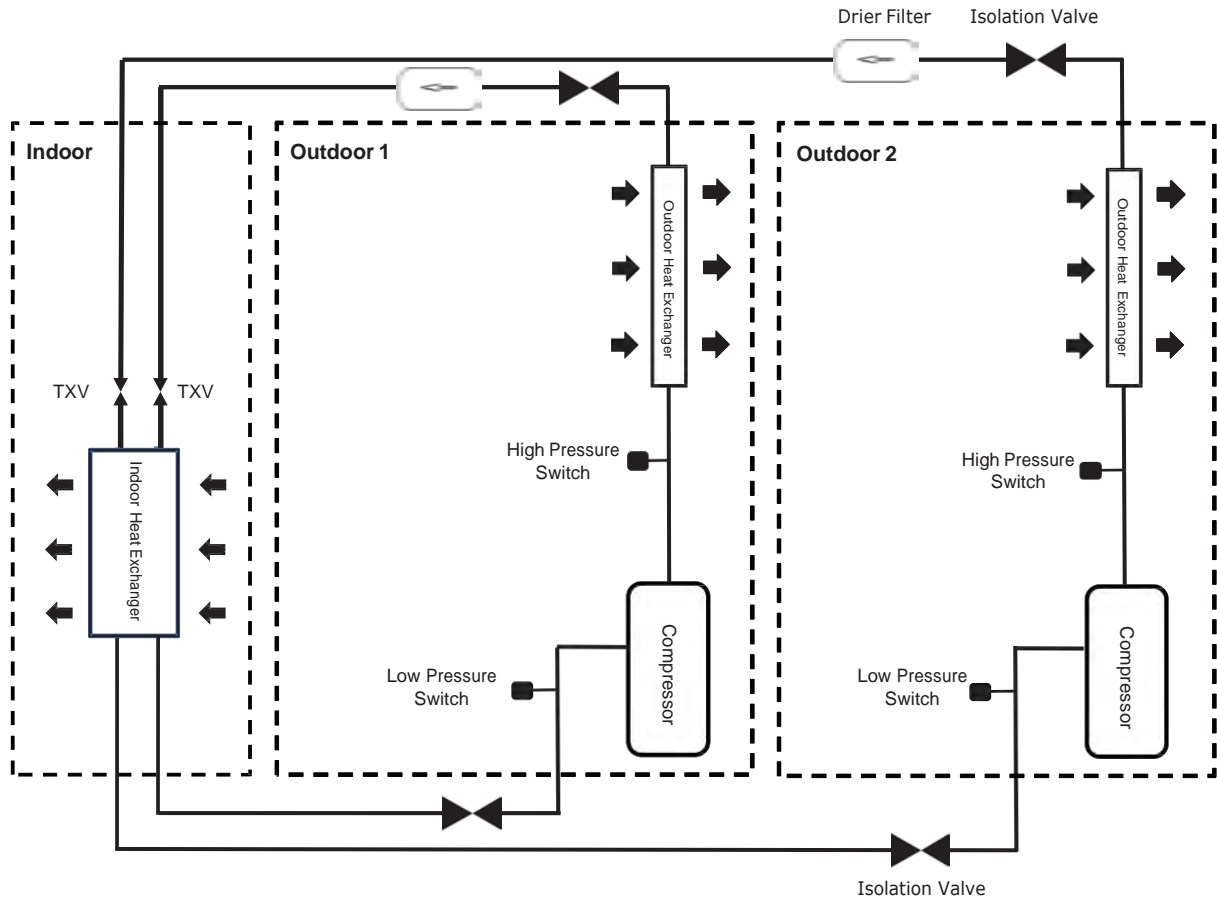 Drier Filter
Isolation Valve
Indoor
Outdoor 1
Outdoor 2
Outdoor Heat Exchanger
Outdoor Heat Exchanger
TXV
TXV
High Pressure
Switch
High Pressure
Switch
Indoor Heat Exchanger
Compressor
Compressor
Low Pressure
Switch
Low Pressure
Switch
Isolation Valve